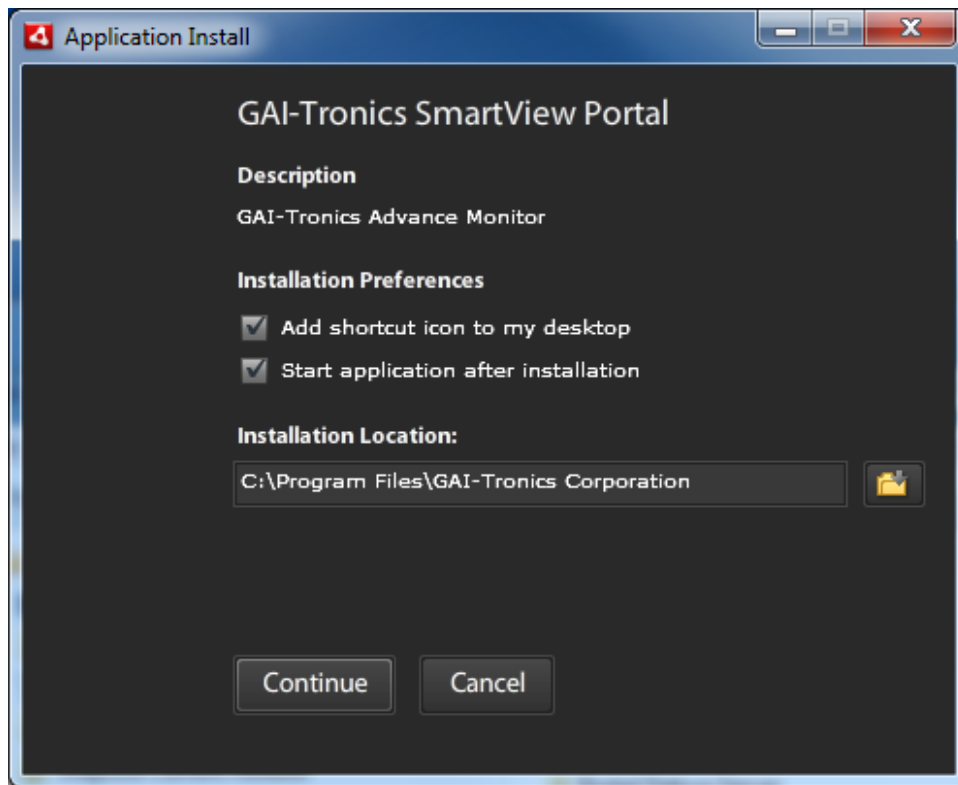 Application Install
GAI-Tronics SmartView Portal
Description
GAI-Tronics Advance Monitor
Installation Preferences
Add shortcut icon to my desktop
Start application after installation
Installation Location:
C:\Program Files\GAI-Tronics Corporation
Continue Cancel